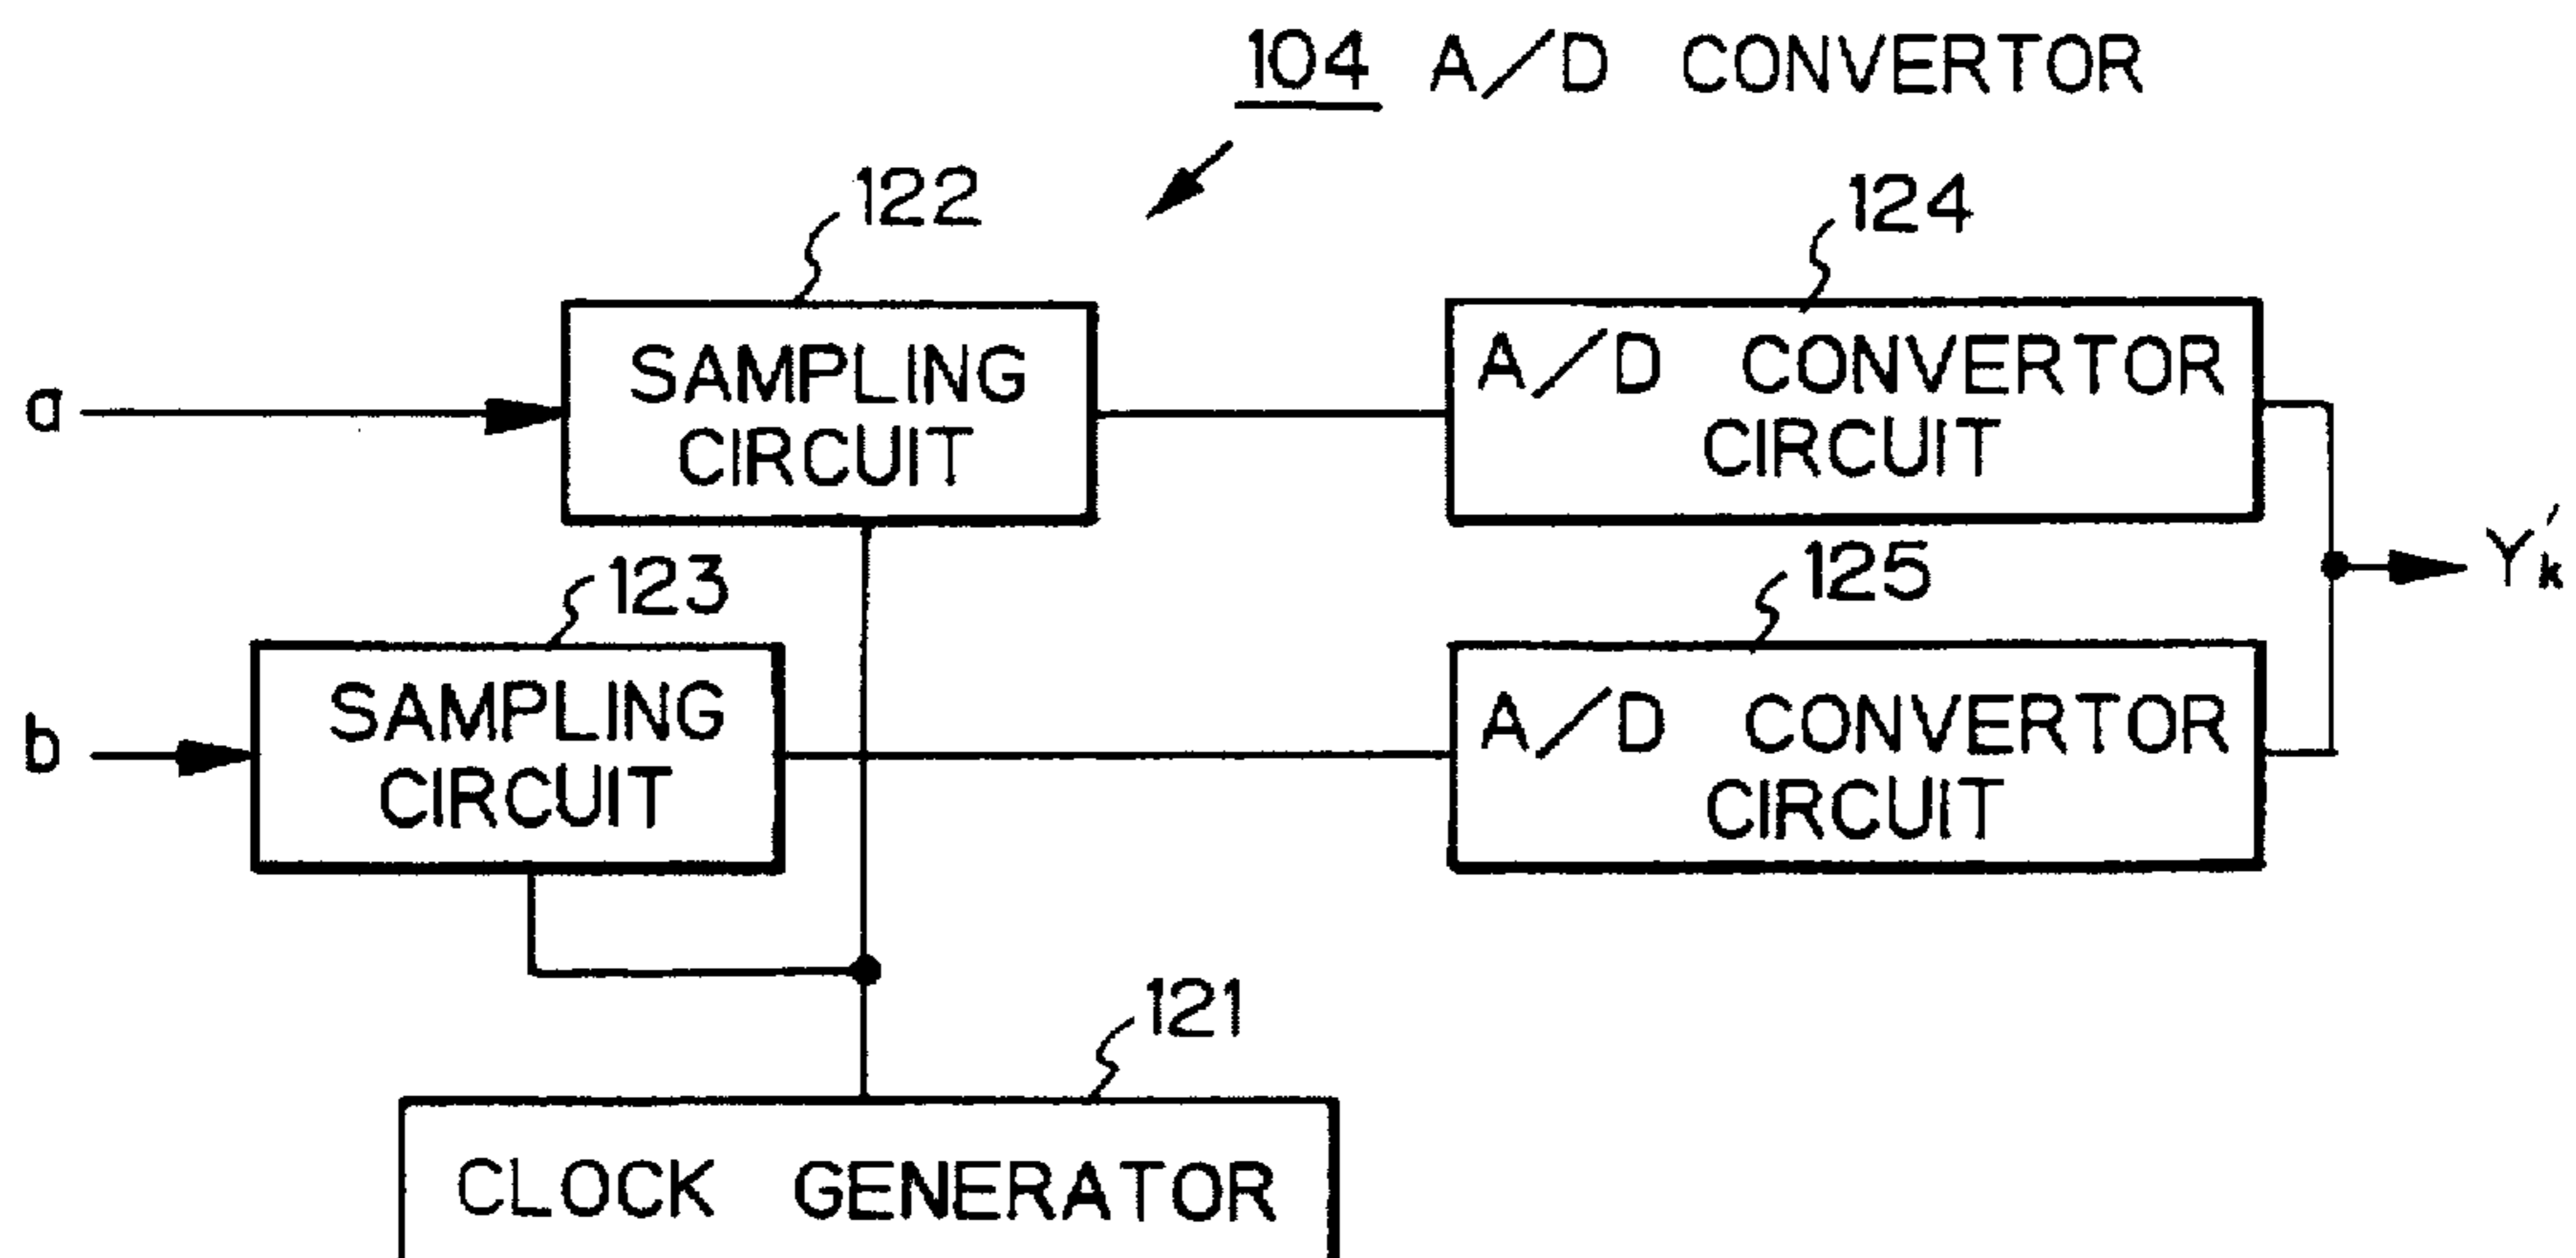 104 A/D CONVERTOR
122
124
a
SAMPLING
CIRCUIT
A/D CONVERTOR
CIRCUIT
Y'k
123
125
b
SAMPLING
CIRCUIT
A/D CONVERTOR
CIRCUIT
121
CLOCK GENERATOR